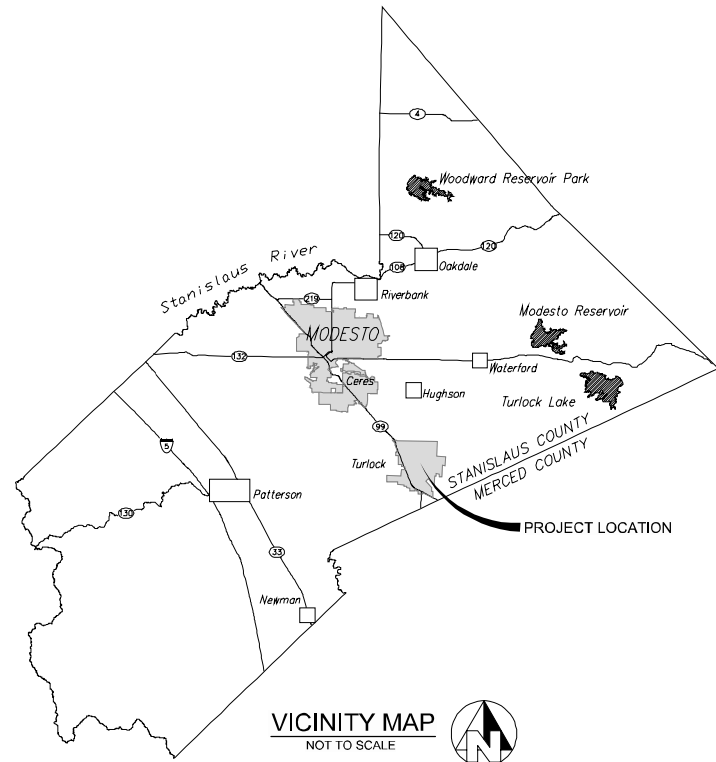 4
Woodward Reservoir Park
120
120
108
Oakdale
Stanislaus River
Riverbank
219
MODESTO
Modesto Reservoir
132
Waterford
Ceres
Hughson
Turlock Lake
99
5
Turlock
STANISLAUS COUNTY
MERCED COUNTY
Patterson
130
PROJECT LOCATION
33
Newman
VICINITY MAP
NOT TO SCALE
N